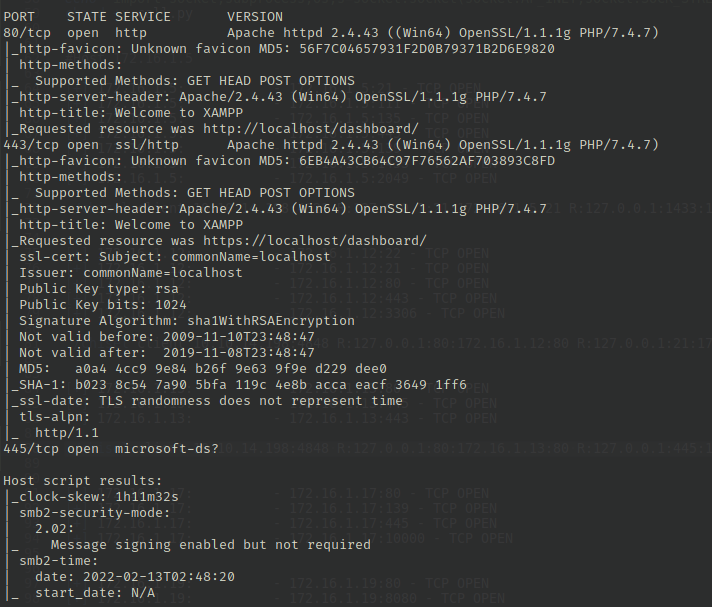 PORT STATE SERVICE VERSION
80/tcp open http Apache httpd 2.4.43 ((Win64) OpenSSL/1.1.1g PHP/7.4.7)
|_http-favicon: Unknown favicon MD5: 56F7C04657931F2D0B79371B2D6E9820
| http-methods:
|_ Supported Methods: GET HEAD POST OPTIONS
|_http-server-header: Apache/2.4.43 (Win64) OpenSSL/1.1.1g PHP/7.4.7
| http-title: Welcome to XAMPP
|_Requested resource was http://localhost/dashboard/
443/tcp open ssl/http Apache httpd 2.4.43 ((Win64) OpenSSL/1.1.1g PHP/7.4.7)
|_http-favicon: Unknown favicon MD5: 6EB4A43CB64C97F76562AF703893C8FD
| http-methods:
|_ Supported Methods: GET HEAD POST OPTIONS
|_http-server-header: Apache/2.4.43 (Win64) OpenSSL/1.1.1g PHP/7.4.7
| http-title: Welcome to XAMPP
|_Requested resource was https://localhost/dashboard/
| ssl-cert: Subject: commonName=localhost
| Issuer: commonName=localhost
| Public Key type: rsa
| Public Key bits: 1024
| Signature Algorithm: sha1WithRSAEncryption
| Not valid before: 2009-11-10T23:48:47
| Not valid after: 2019-11-08T23:48:47
| MD5: a0a4 4cc9 9e84 b26f 9e63 9f9e d229 dee0
|_SHA-1: b023 8c54 7a90 5bfa 119c 4e8b acca eacf 3649 1ff6
|_ssl-date: TLS randomness does not represent time
| tls-alpn:
|_ http/1.1
445/tcp open microsoft-ds?
Host script results:
|_clock-skew: 1h11m32s
| smb2-security-mode:
| 2.02:
|_ Message signing enabled but not required
| smb2-time:
| date: 2022-02-13T02:48:20
|_ start_date: N/A